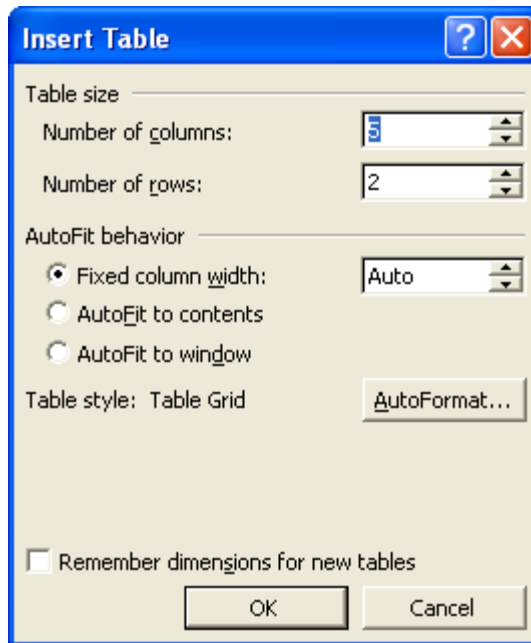 Insert Table ?
Table size
Number of columns: 5
Number of rows: 2
AutoFit behavior
Fixed column width: Auto
AutoFit to contents
AutoFit to window
Table style: Table Grid AutoFormat...
Remember dimensions for new tables
OK Cancel